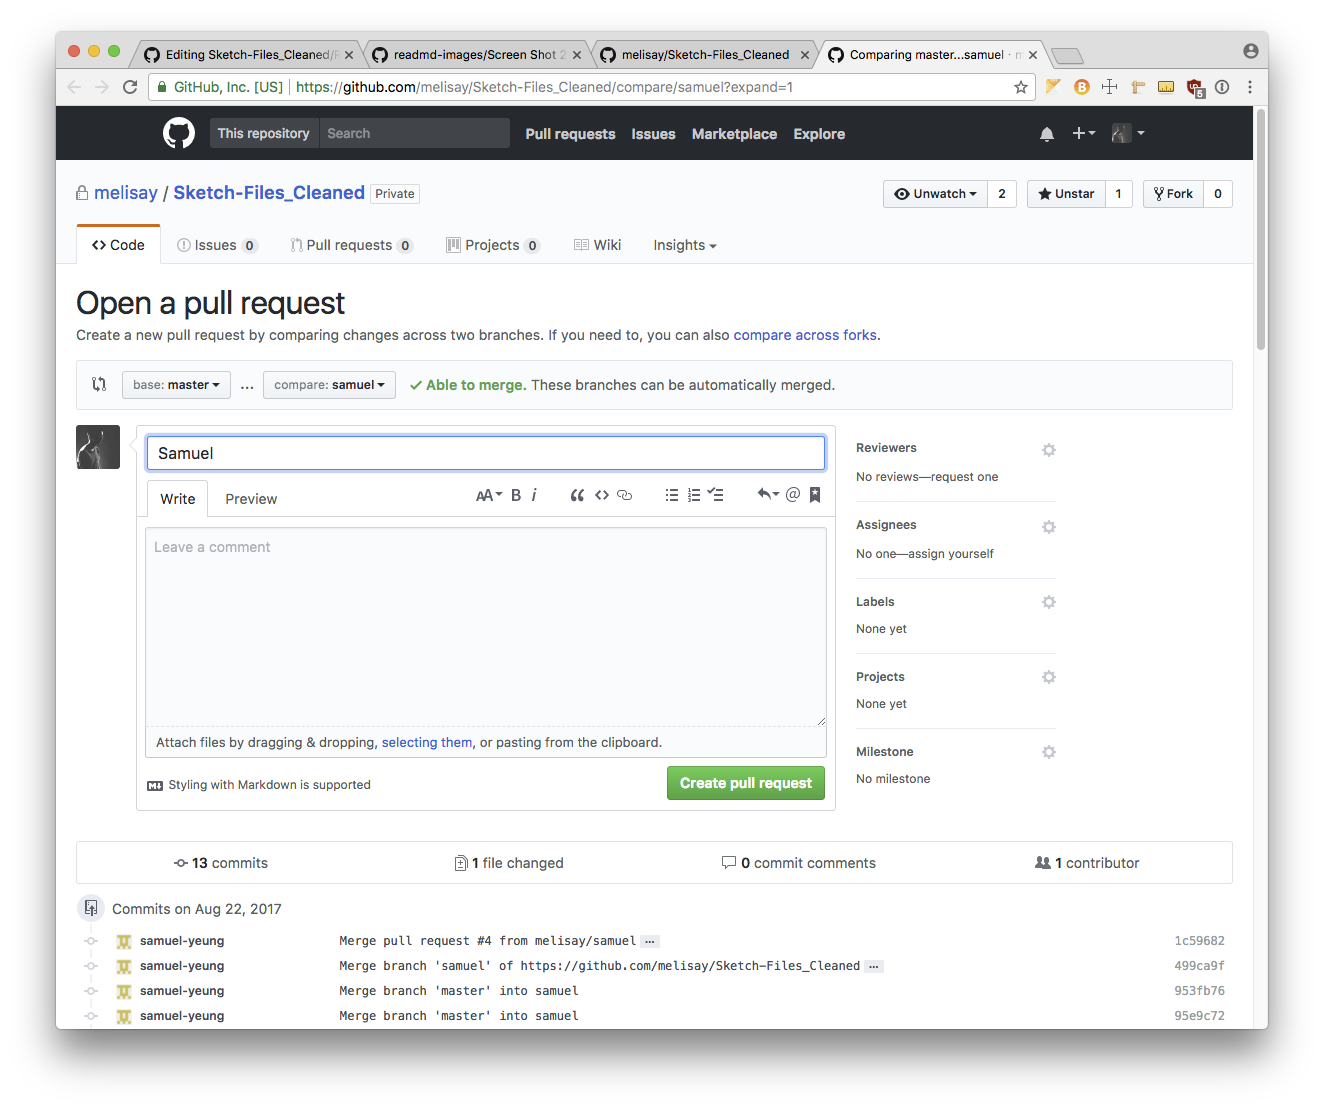 Editing Sketch-Files_Cleaned/
readmd-images/Screen Shot 2
melisay/Sketch-Files_Cleaned
Comparing master...samuel ·
GitHub, Inc. [US] https://github.com/melisay/Sketch-Files_Cleaned/compare/samuel?expand=1
This repository Search Pull requests Issues Marketplace Explore
melisay / Sketch-Files_Cleaned Private
Unwatch 2 Unstar 1 Fork 0
Code Issues 0 Pull requests 0 Projects 0 Wiki Insights
Open a pull request
Create a new pull request by comparing changes across two branches. If you need to, you can also compare across forks.
base: master ... compare: samuel Able to merge. These branches can be automatically merged.
Samuel
Write Preview AA B i
Leave a comment
Attach files by dragging & dropping, selecting them, or pasting from the clipboard.
Styling with Markdown is supported
Create pull request
Reviewers
No reviews—request one
Assignees
No one—assign yourself
Labels
None yet
Projects
None yet
Milestone
No milestone
13 commits 1 file changed 0 commit comments 1 contributor
Commits on Aug 22, 2017
samuel-yeung Merge pull request #4 from melisay/samuel ... 1c59682
samuel-yeung Merge branch 'samuel' of https://github.com/melisay/Sketch-Files_Cleaned ... 499ca9f
samuel-yeung Merge branch 'master' into samuel 953fb76
samuel-yeung Merge branch 'master' into samuel 95e9c72